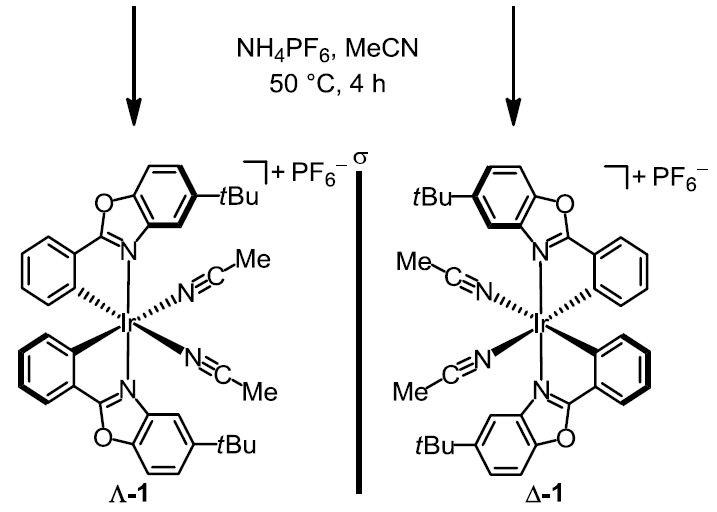 NH₄PF₆, MeCN
50 °C, 4 h
+ PF₆⁻
σ
+ PF₆⁻
O
tBu
tBu
O
N
Me
N
C
Me
N
C
N
Ir
Ir
N
C
Me
Me
C
N
N
O
tBu
N
tBu
O
Λ-1
Δ-1